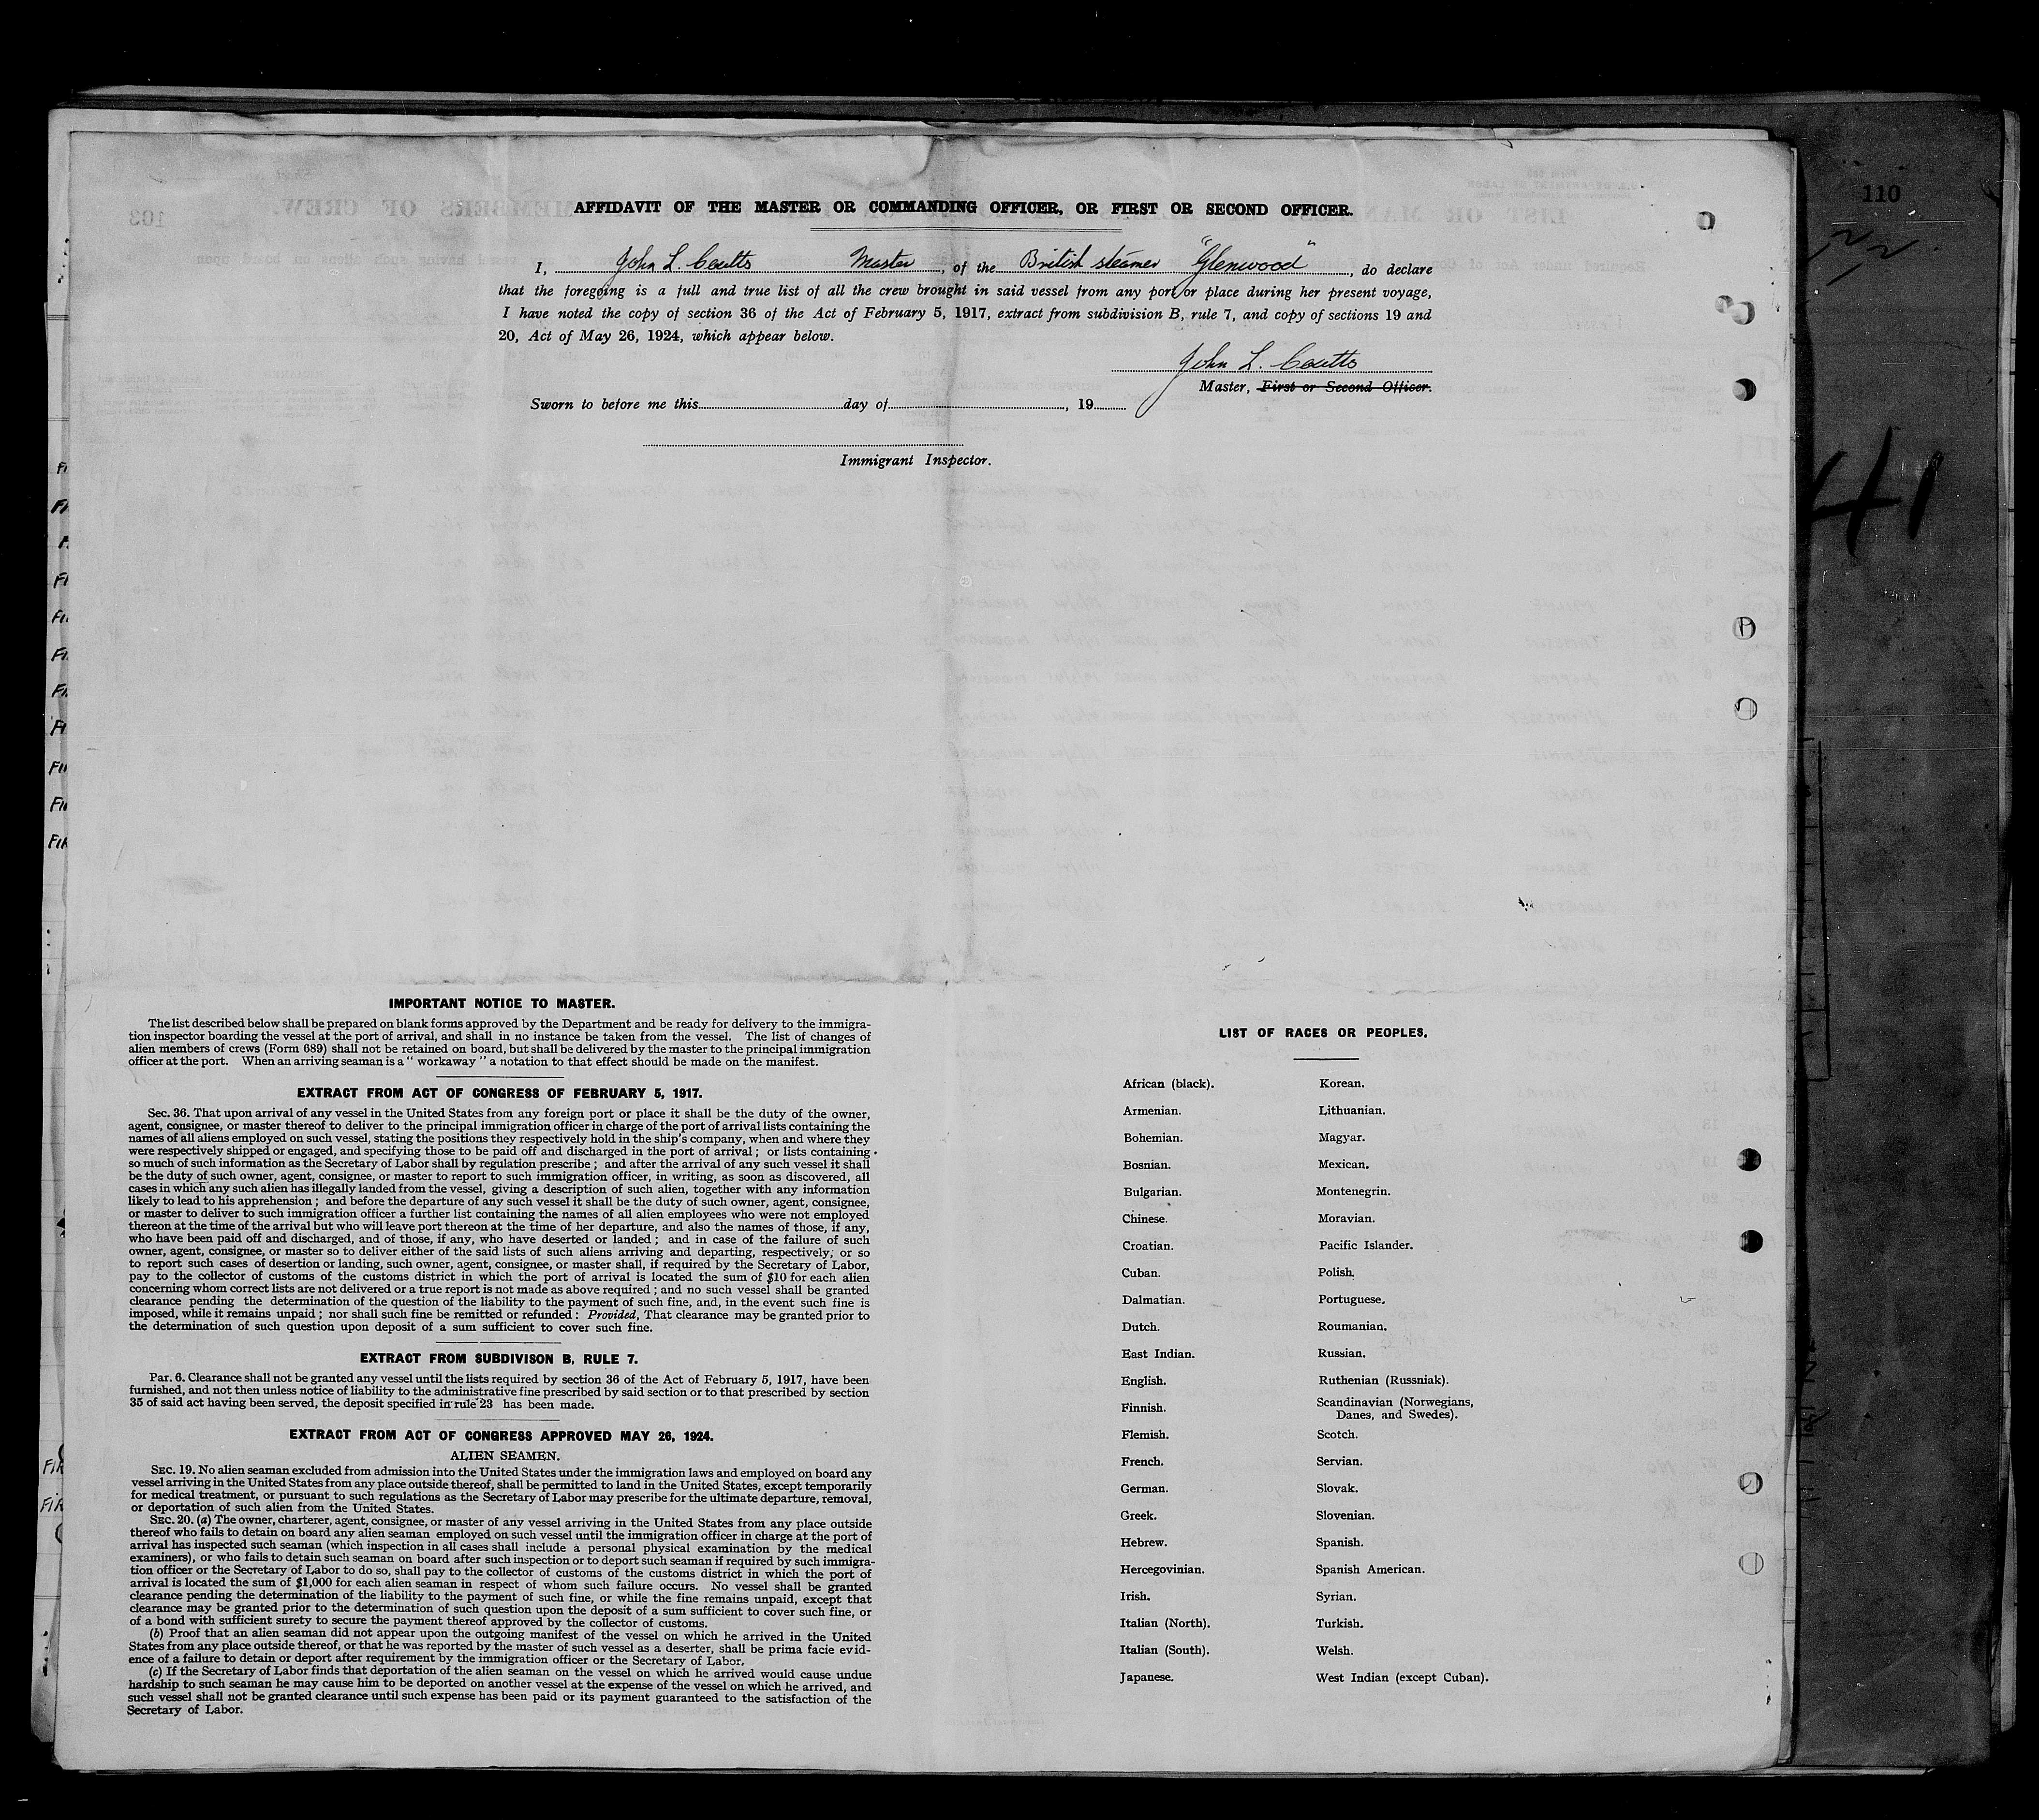 110
AFFIDAVIT OF THE MASTER OR COMMANDING OFFICER, OR FIRST OR SECOND OFFICER.
I, John L. Coutts Master, of the British steamer "Glenwood", do declare
that the foregoing is a full and true list of all the crew brought in said vessel from any port or place during her present voyage,
I have noted the copy of section 36 of the Act of February 5, 1917, extract from subdivision B, rule 7, and copy of sections 19 and
20, Act of May 26, 1924, which appear below.
John L. Coutts
Master, First or Second Officer.
Sworn to before me this day of , 19
Immigrant Inspector.
41
IMPORTANT NOTICE TO MASTER.
The list described below shall be prepared on blank forms approved by the Department and be ready for delivery to the immigra-
tion inspector boarding the vessel at the port of arrival, and shall in no instance be taken from the vessel. The list of changes of
alien members of crews (Form 689) shall not be retained on board, but shall be delivered by the master to the principal immigration
officer at the port. When an arriving seaman is a "workaway" a notation to that effect should be made on the manifest.
EXTRACT FROM ACT OF CONGRESS OF FEBRUARY 5, 1917.
Sec. 36. That upon arrival of any vessel in the United States from any foreign port or place it shall be the duty of the owner,
agent, consignee, or master thereof to deliver to the principal immigration officer in charge of the port of arrival lists containing the
names of all aliens employed on such vessel, stating the positions they respectively hold in the ship's company, when and where they
were respectively shipped or engaged, and specifying those to be paid off and discharged in the port of arrival; or lists containing
so much of such information as the Secretary of Labor shall by regulation prescribe; and after the arrival of any such vessel it shall
be the duty of such owner, agent, consignee, or master to report to such immigration officer, in writing, as soon as discovered, all
cases in which any such alien has illegally landed from the vessel, giving a description of such alien, together with any information
likely to lead to his apprehension; and before the departure of any such vessel it shall be the duty of such owner, agent, consignee,
or master to deliver to such immigration officer a further list containing the names of all alien employees who were not employed
thereon at the time of the arrival but who will leave port thereon at the time of her departure, and also the names of those, if any,
who have been paid off and discharged, and of those, if any, who have deserted or landed; and in case of the failure of such
owner, agent, consignee, or master so to deliver either of the said lists of such aliens arriving and departing, respectively, or so
to report such cases of desertion or landing, such owner, agent, consignee, or master shall, if required by the Secretary of Labor,
pay to the collector of customs of the customs district in which the port of arrival is located the sum of $10 for each alien
concerning whom correct lists are not delivered or a true report is not made as above required; and no such vessel shall be granted
clearance pending the determination of the question of the liability to the payment of such fine, and, in the event such fine is
imposed, while it remains unpaid; nor shall such fine be remitted or refunded: Provided, That clearance may be granted prior to
the determination of such question upon deposit of a sum sufficient to cover such fine.
EXTRACT FROM SUBDIVISON B, RULE 7.
Par. 6. Clearance shall not be granted any vessel until the lists required by section 36 of the Act of February 5, 1917, have been
furnished, and not then unless notice of liability to the administrative fine prescribed by said section or to that prescribed by section
35 of said act having been served, the deposit specified in rule 23 has been made.
EXTRACT FROM ACT OF CONGRESS APPROVED MAY 26, 1924.
ALIEN SEAMEN.
SEC. 19. No alien seaman excluded from admission into the United States under the immigration laws and employed on board any
vessel arriving in the United States from any place outside thereof, shall be permitted to land in the United States, except temporarily
for medical treatment, or pursuant to such regulations as the Secretary of Labor may prescribe for the ultimate departure, removal,
or deportation of such alien from the United States.
SEC. 20. (a) The owner, charterer, agent, consignee, or master of any vessel arriving in the United States from any place outside
thereof who fails to detain on board any alien seaman employed on such vessel until the immigration officer in charge at the port of
arrival has inspected such seaman (which inspection in all cases shall include a personal physical examination by the medical
examiners), or who fails to detain such seaman on board after such inspection or to deport such seaman if required by such immigra-
tion officer or the Secretary of Labor to do so, shall pay to the collector of customs of the customs district in which the port of
arrival is located the sum of $1,000 for each alien seaman in respect of whom such failure occurs. No vessel shall be granted
clearance pending the determination of the liability to the payment of such fine, or while the fine remains unpaid, except that
clearance may be granted prior to the determination of such question upon the deposit of a sum sufficient to cover such fine, or
of a bond with sufficient surety to secure the payment thereof approved by the collector of customs.
(b) Proof that an alien seaman did not appear upon the outgoing manifest of the vessel on which he arrived in the United
States from any place outside thereof, or that he was reported by the master of such vessel as a deserter, shall be prima facie evid-
ence of a failure to detain or deport after requirement by the immigration officer or the Secretary of Labor.
(c) If the Secretary of Labor finds that deportation of the alien seaman on the vessel on which he arrived would cause undue
hardship to such seaman he may cause him to be deported on another vessel at the expense of the vessel on which he arrived, and
such vessel shall not be granted clearance until such expense has been paid or its payment guaranteed to the satisfaction of the
Secretary of Labor.
LIST OF RACES OR PEOPLES.
African (black). Korean.
Armenian. Lithuanian.
Bohemian. Magyar.
Bosnian. Mexican.
Bulgarian. Montenegrin.
Chinese. Moravian.
Croatian. Pacific Islander.
Cuban. Polish.
Dalmatian. Portuguese.
Dutch. Roumanian.
East Indian. Russian.
English. Ruthenian (Russniak).
Finnish. Scandinavian (Norwegians,
Danes, and Swedes).
Flemish. Scotch.
French. Servian.
German. Slovak.
Greek. Slovenian.
Hebrew. Spanish.
Hercegovinian. Spanish American.
Irish. Syrian.
Italian (North). Turkish.
Italian (South). Welsh.
Japanese. West Indian (except Cuban).